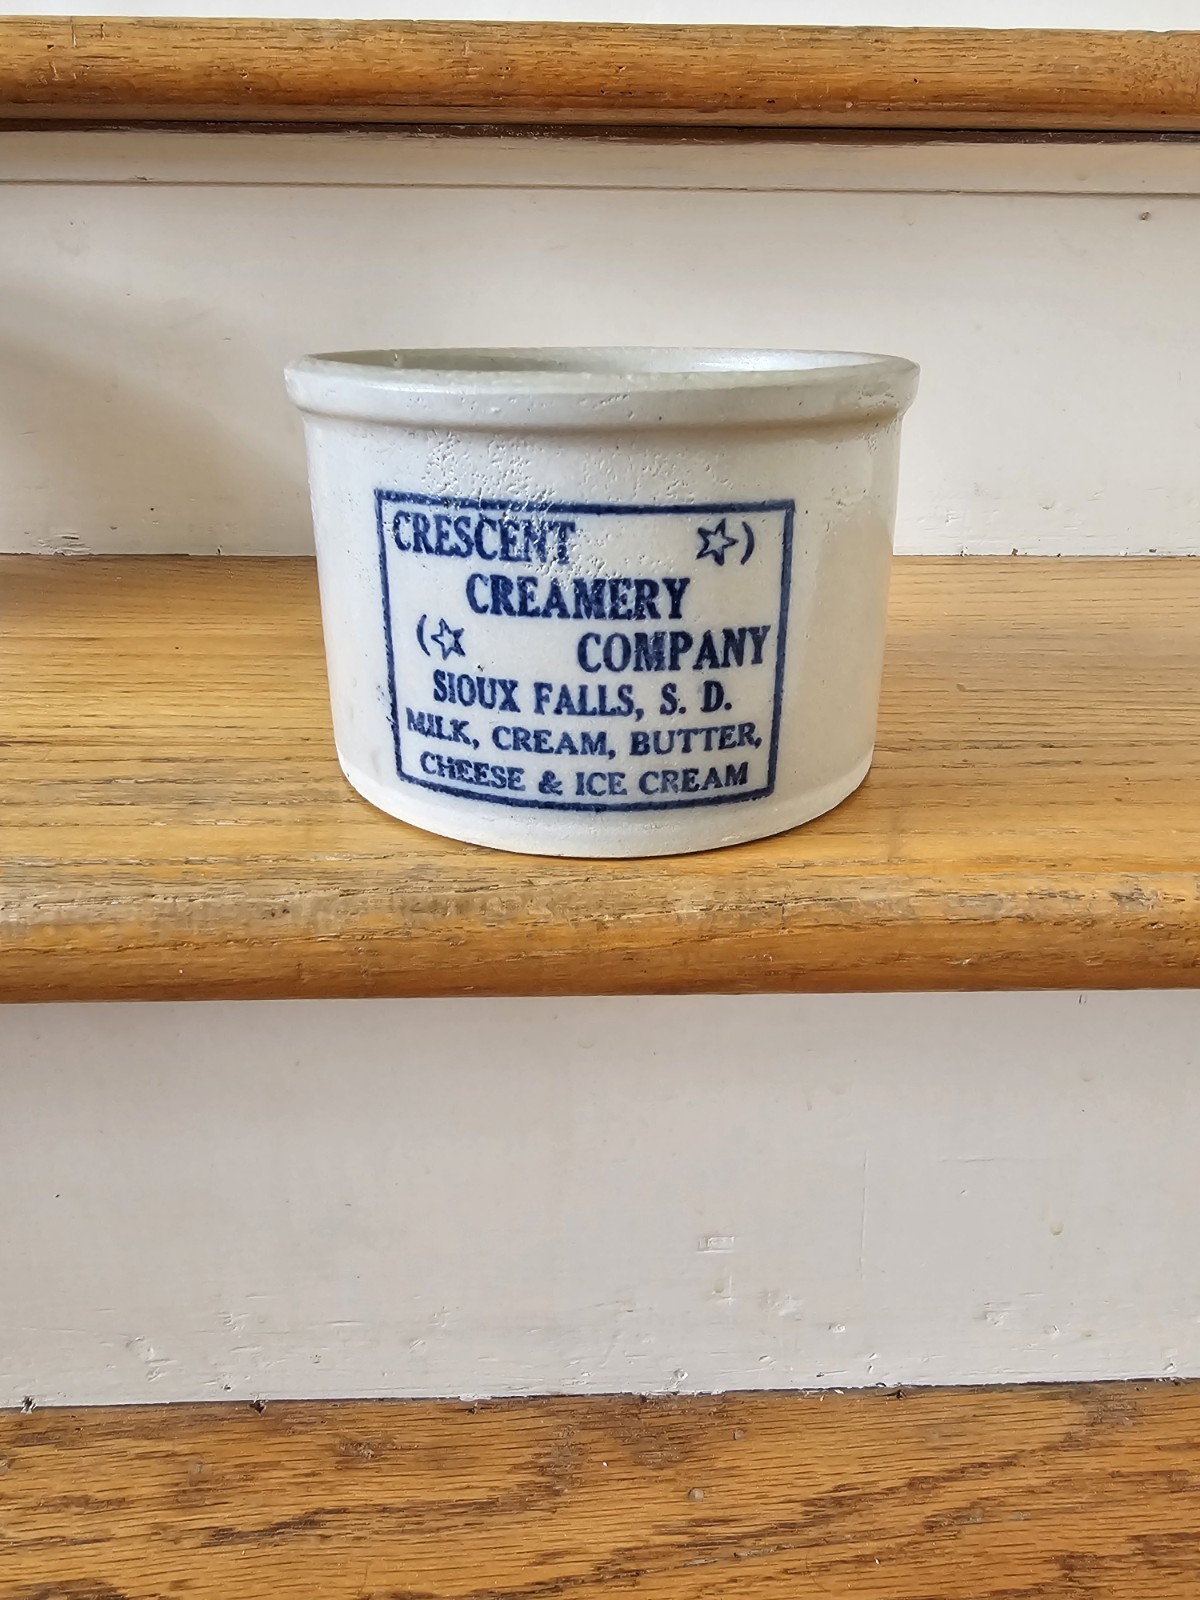 CRESCENT
CREAMERY
COMPANY
SIOUX FALLS, S. D.
MILK, CREAM, BUTTER,
CHEESE & ICE CREAM